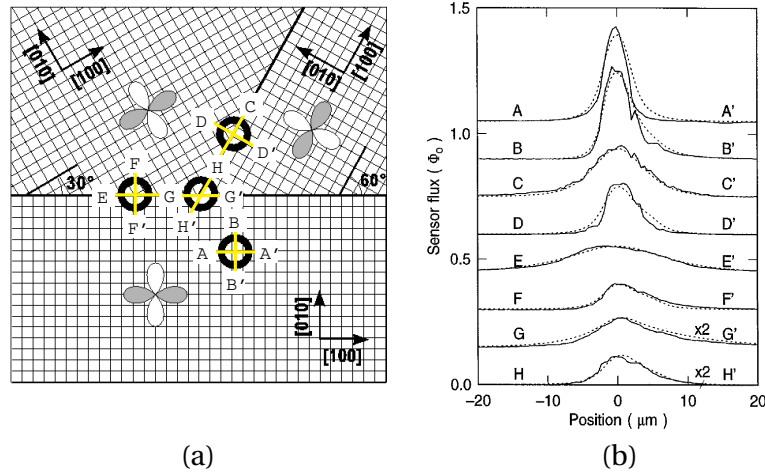 [010]
[100]
[010]
[100]
C
D
D'
H
F
30°
E
G
G'
60°
F'
H'
B
A
A'
B'
[010]
[100]
(a)
1.5
1.0
0.5
0.0
Sensor flux (Φo)
A A'
B B'
C C'
D D'
E E'
F F'
G x2 G'
H x2 H'
−20 −10 0 10 20
Position ( μm)
(b)